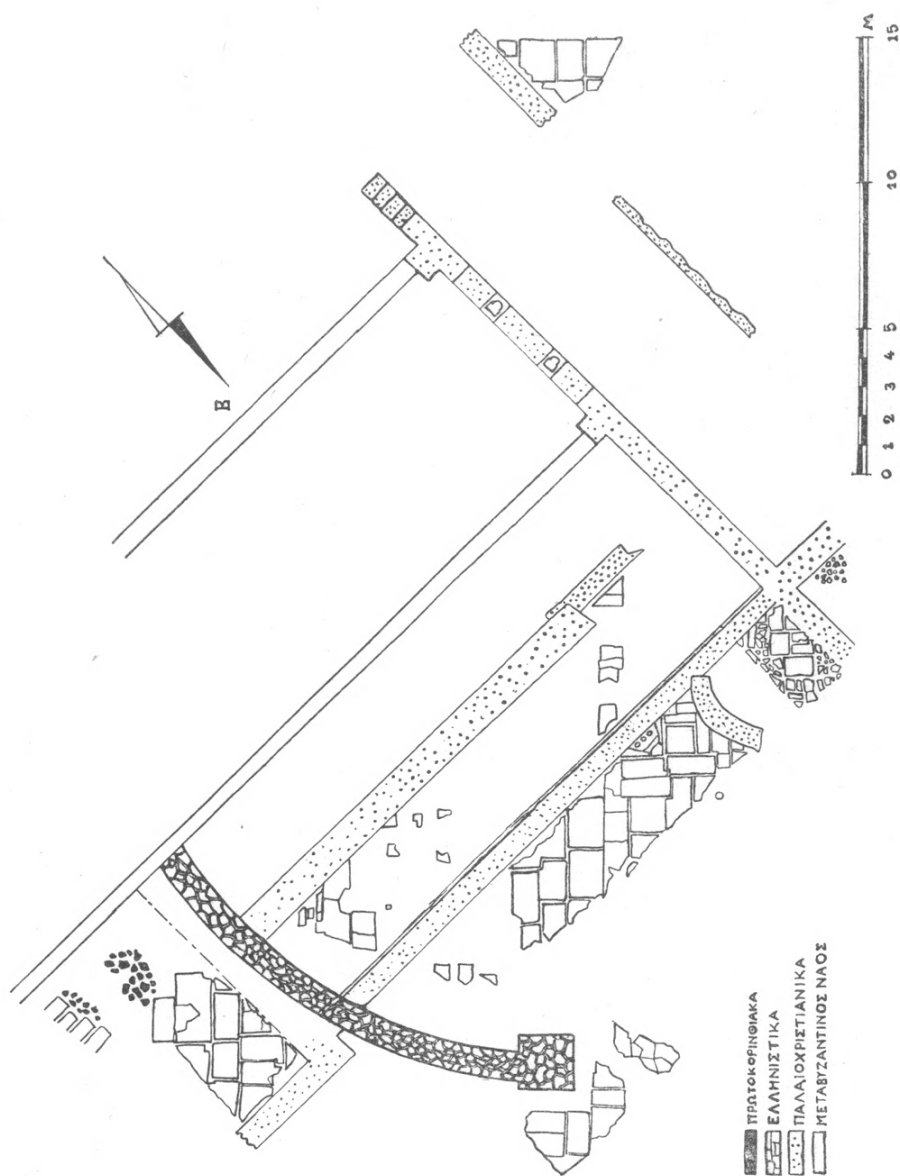 B
0 1 2 3 4 5 10 15 M
ΠΡΩΤΟΚΟΡΙΝΘΙΑΚΑ
ΕΛΛΗΝΙΣΤΙΚΑ
ΠΑΛΑΙΟΧΡΙΣΤΙΑΝΙΚΑ
ΜΕΤΑΒΥΖΑΝΤΙΝΟΣ ΝΑΟΣ